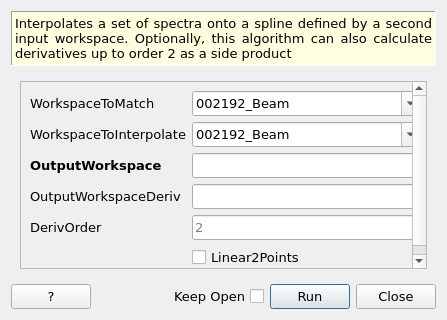 Interpolates a set of spectra onto a spline defined by a second
input workspace. Optionally, this algorithm can also calculate
derivatives up to order 2 as a side product
WorkspaceToMatch 002192_Beam
WorkspaceToInterpolate 002192_Beam
OutputWorkspace
OutputWorkspaceDeriv
DerivOrder 2
Linear2Points
? Keep Open Run Close